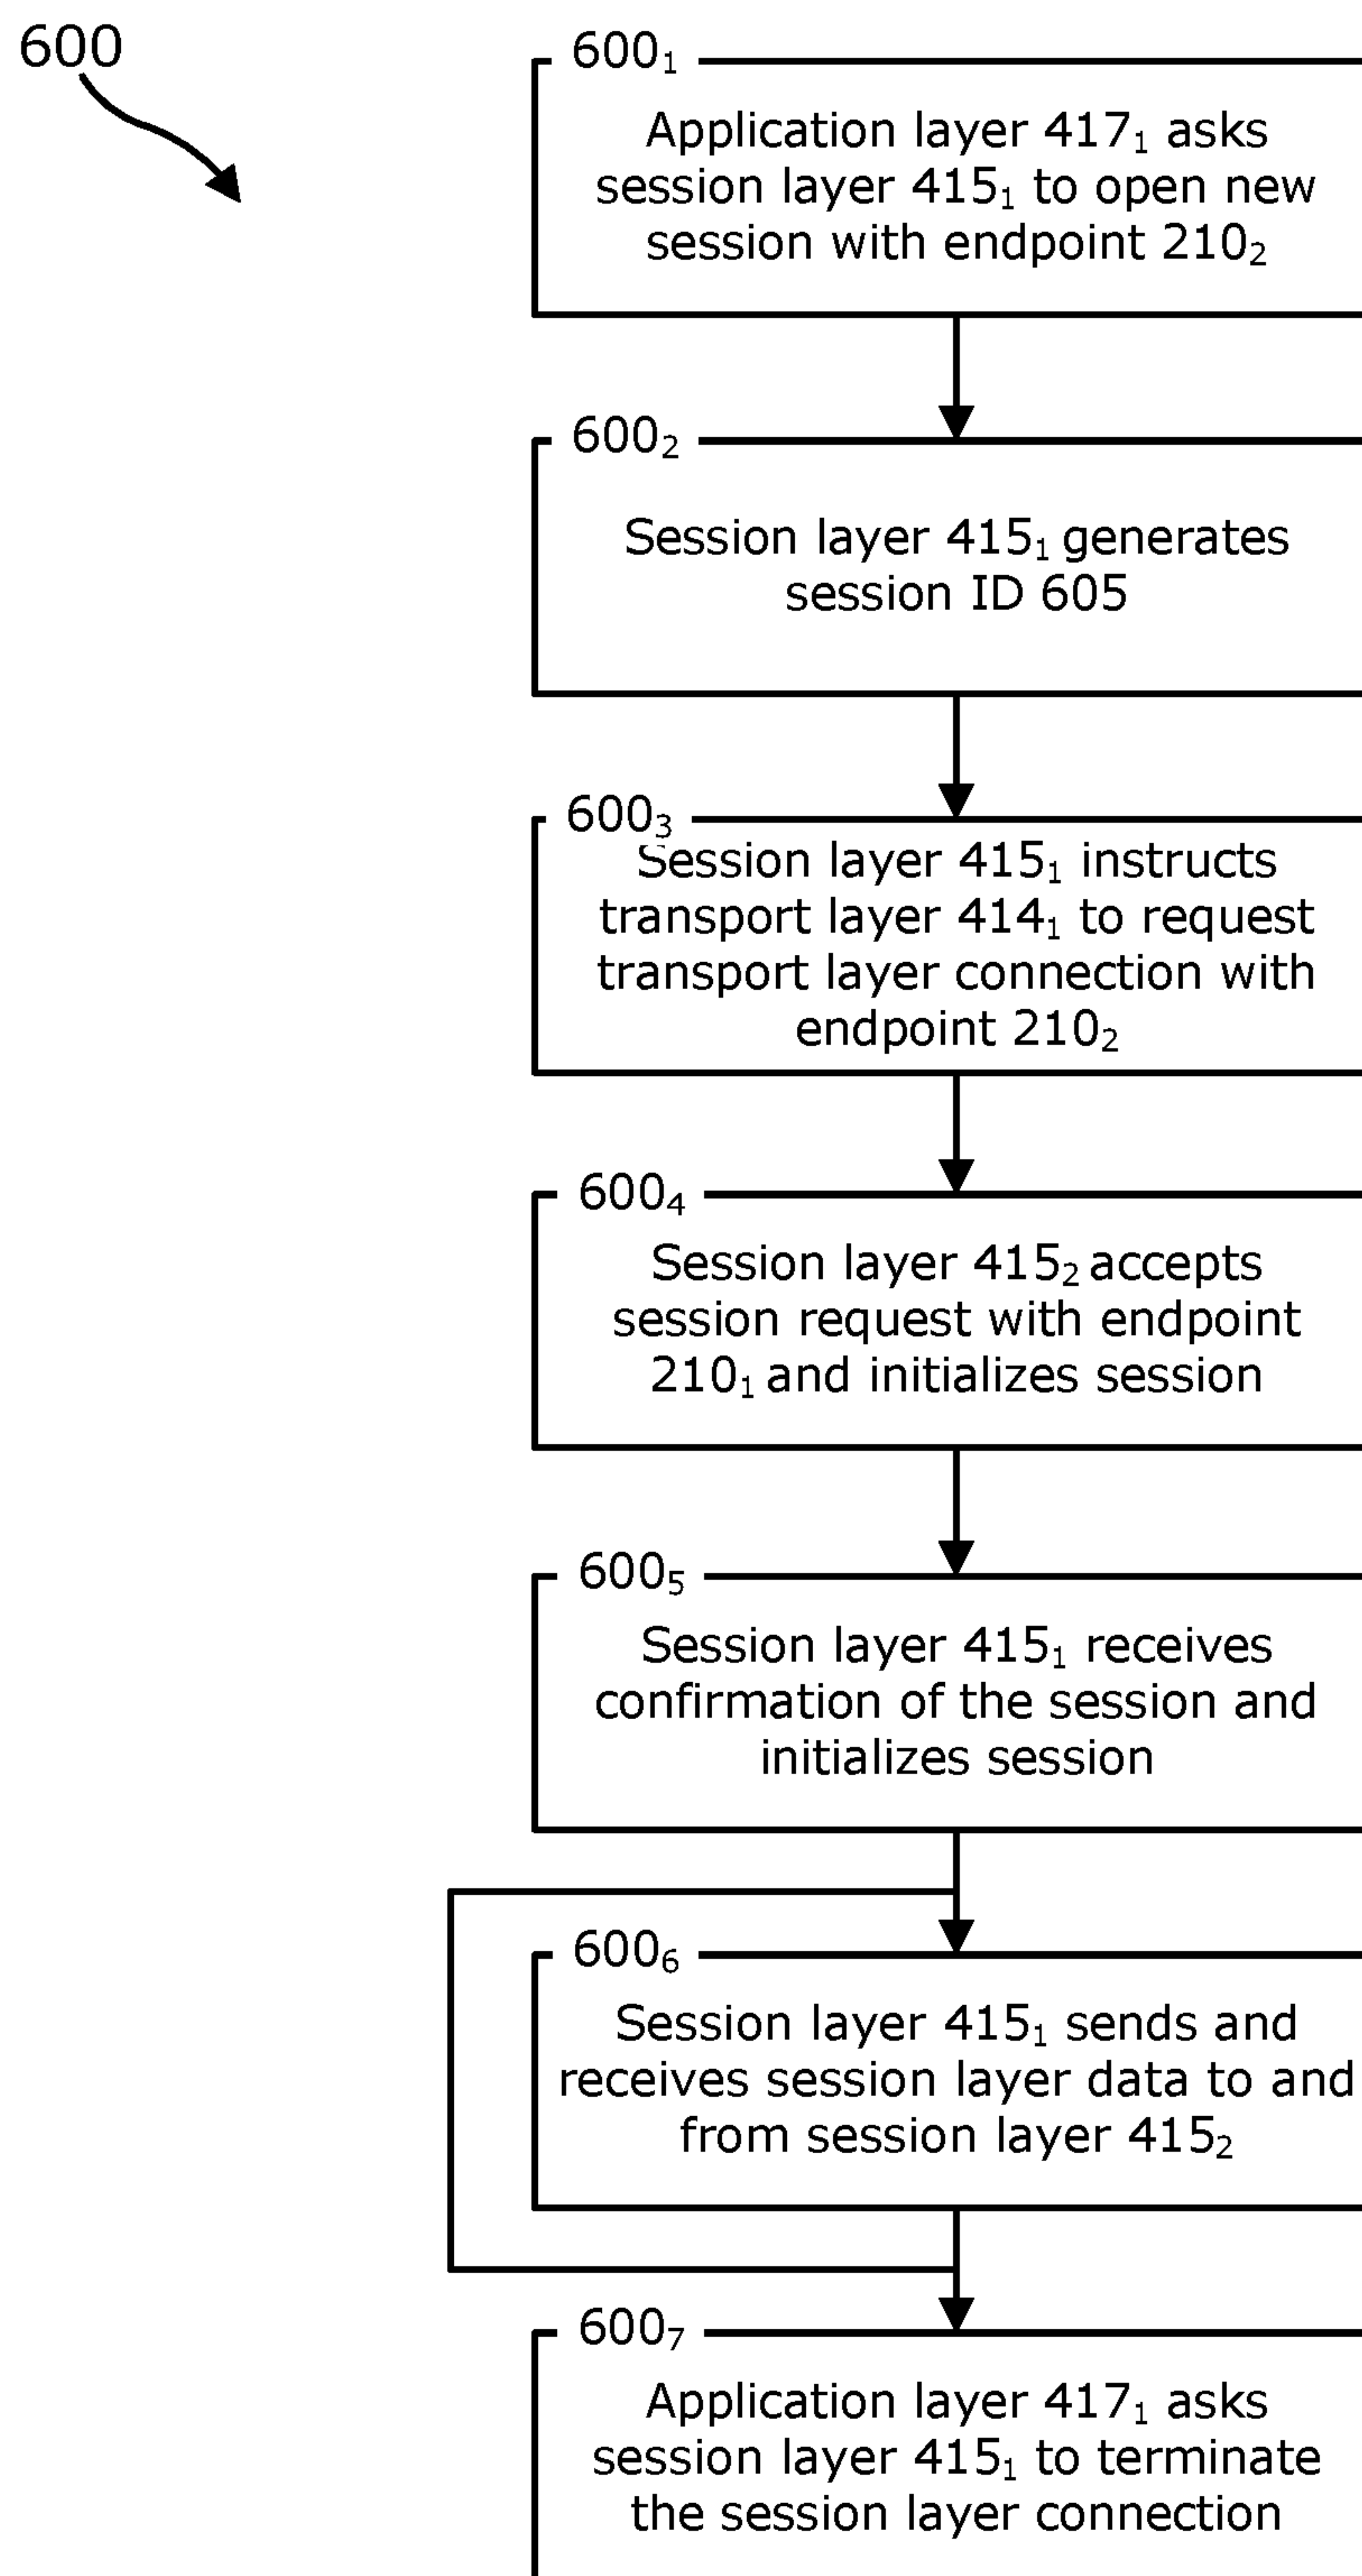 600
600₁
Application layer 417₁ asks
session layer 415₁ to open new
session with endpoint 210₂
600₂
Session layer 415₁ generates
session ID 605
600₃
Session layer 415₁ instructs
transport layer 414₁ to request
transport layer connection with
endpoint 210₂
600₄
Session layer 415₂ accepts
session request with endpoint
210₁ and initializes session
600₅
Session layer 415₁ receives
confirmation of the session and
initializes session
600₆
Session layer 415₁ sends and
receives session layer data to and
from session layer 415₂
600₇
Application layer 417₁ asks
session layer 415₁ to terminate
the session layer connection